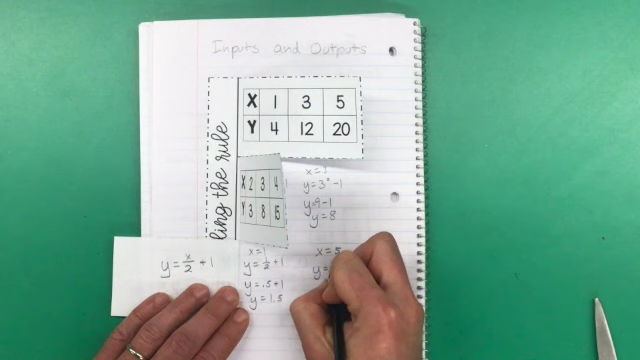 Inputs and Outputs
X 1 3 5
Y 4 12 20
ling the rule
X 2 3 4
Y 3 8 15
y = 3² - 1
y = 9 - 1
y = 8
y = x/2 + 1
x = 1
y = 1/2 + 1
y = .5 + 1
y = 1.5
x = 5
y =